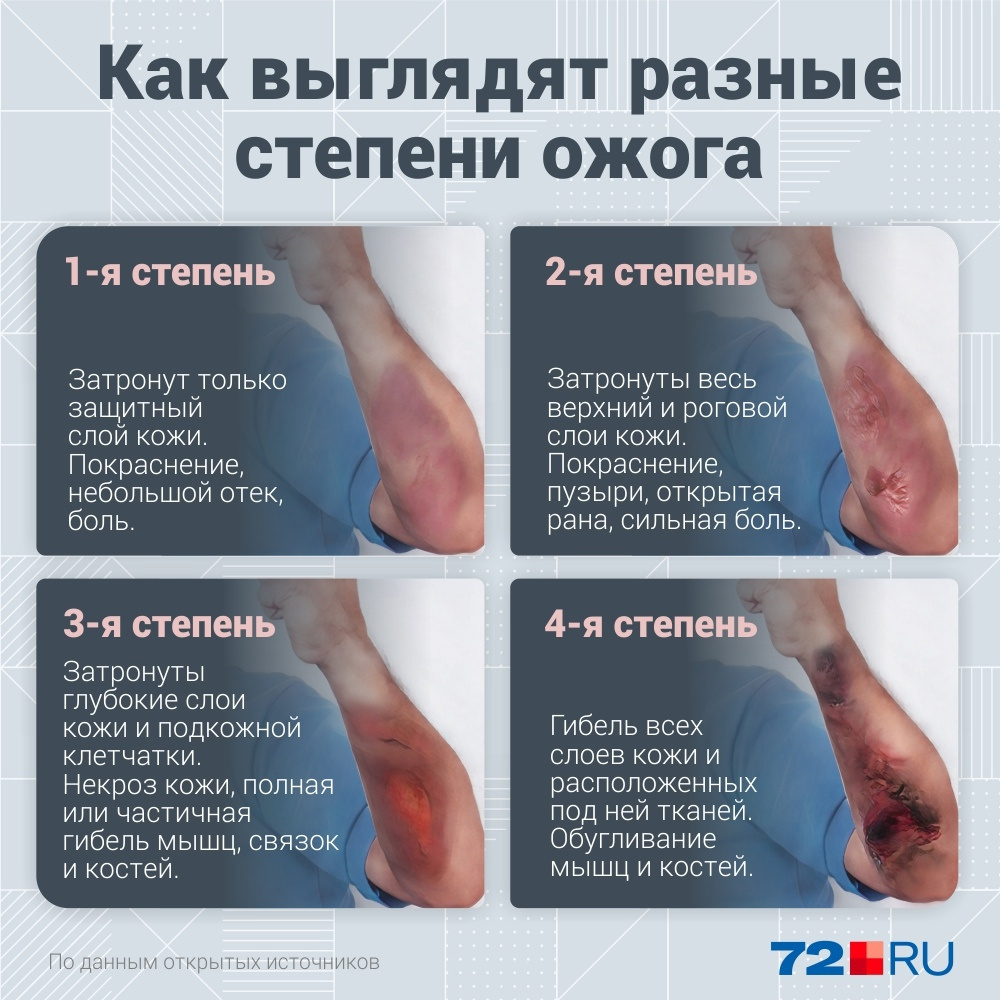 Как выглядят разные
степени ожога
1-я степень
Затронут только
защитный
слой кожи.
Покраснение,
небольшой отек,
боль.
2-я степень
Затронуты весь
верхний и роговой
слои кожи.
Покраснение,
пузыри, открытая
рана, сильная боль.
3-я степень
Затронуты
глубокие слои
кожи и подкожной
клетчатки.
Некроз кожи, полная
или частичная
гибель мышц, связок
и костей.
4-я степень
Гибель всех
слоев кожи и
расположенных
под ней тканей.
Обугливание
мышц и костей.
По данным открытых источников
72 RU